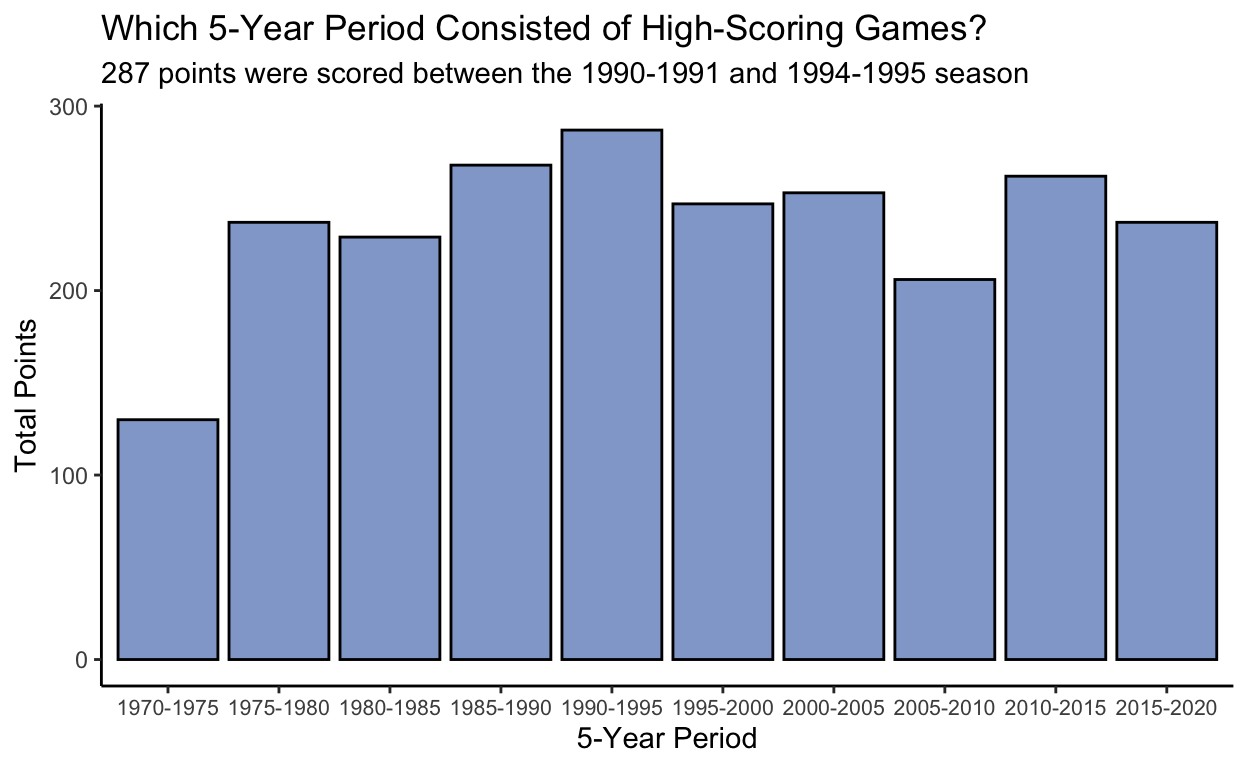 Which 5-Year Period Consisted of High-Scoring Games?
287 points were scored between the 1990-1991 and 1994-1995 season
300
200
100
0
Total Points
1970-1975 1975-1980 1980-1985 1985-1990 1990-1995 1995-2000 2000-2005 2005-2010 2010-2015 2015-2020
5-Year Period